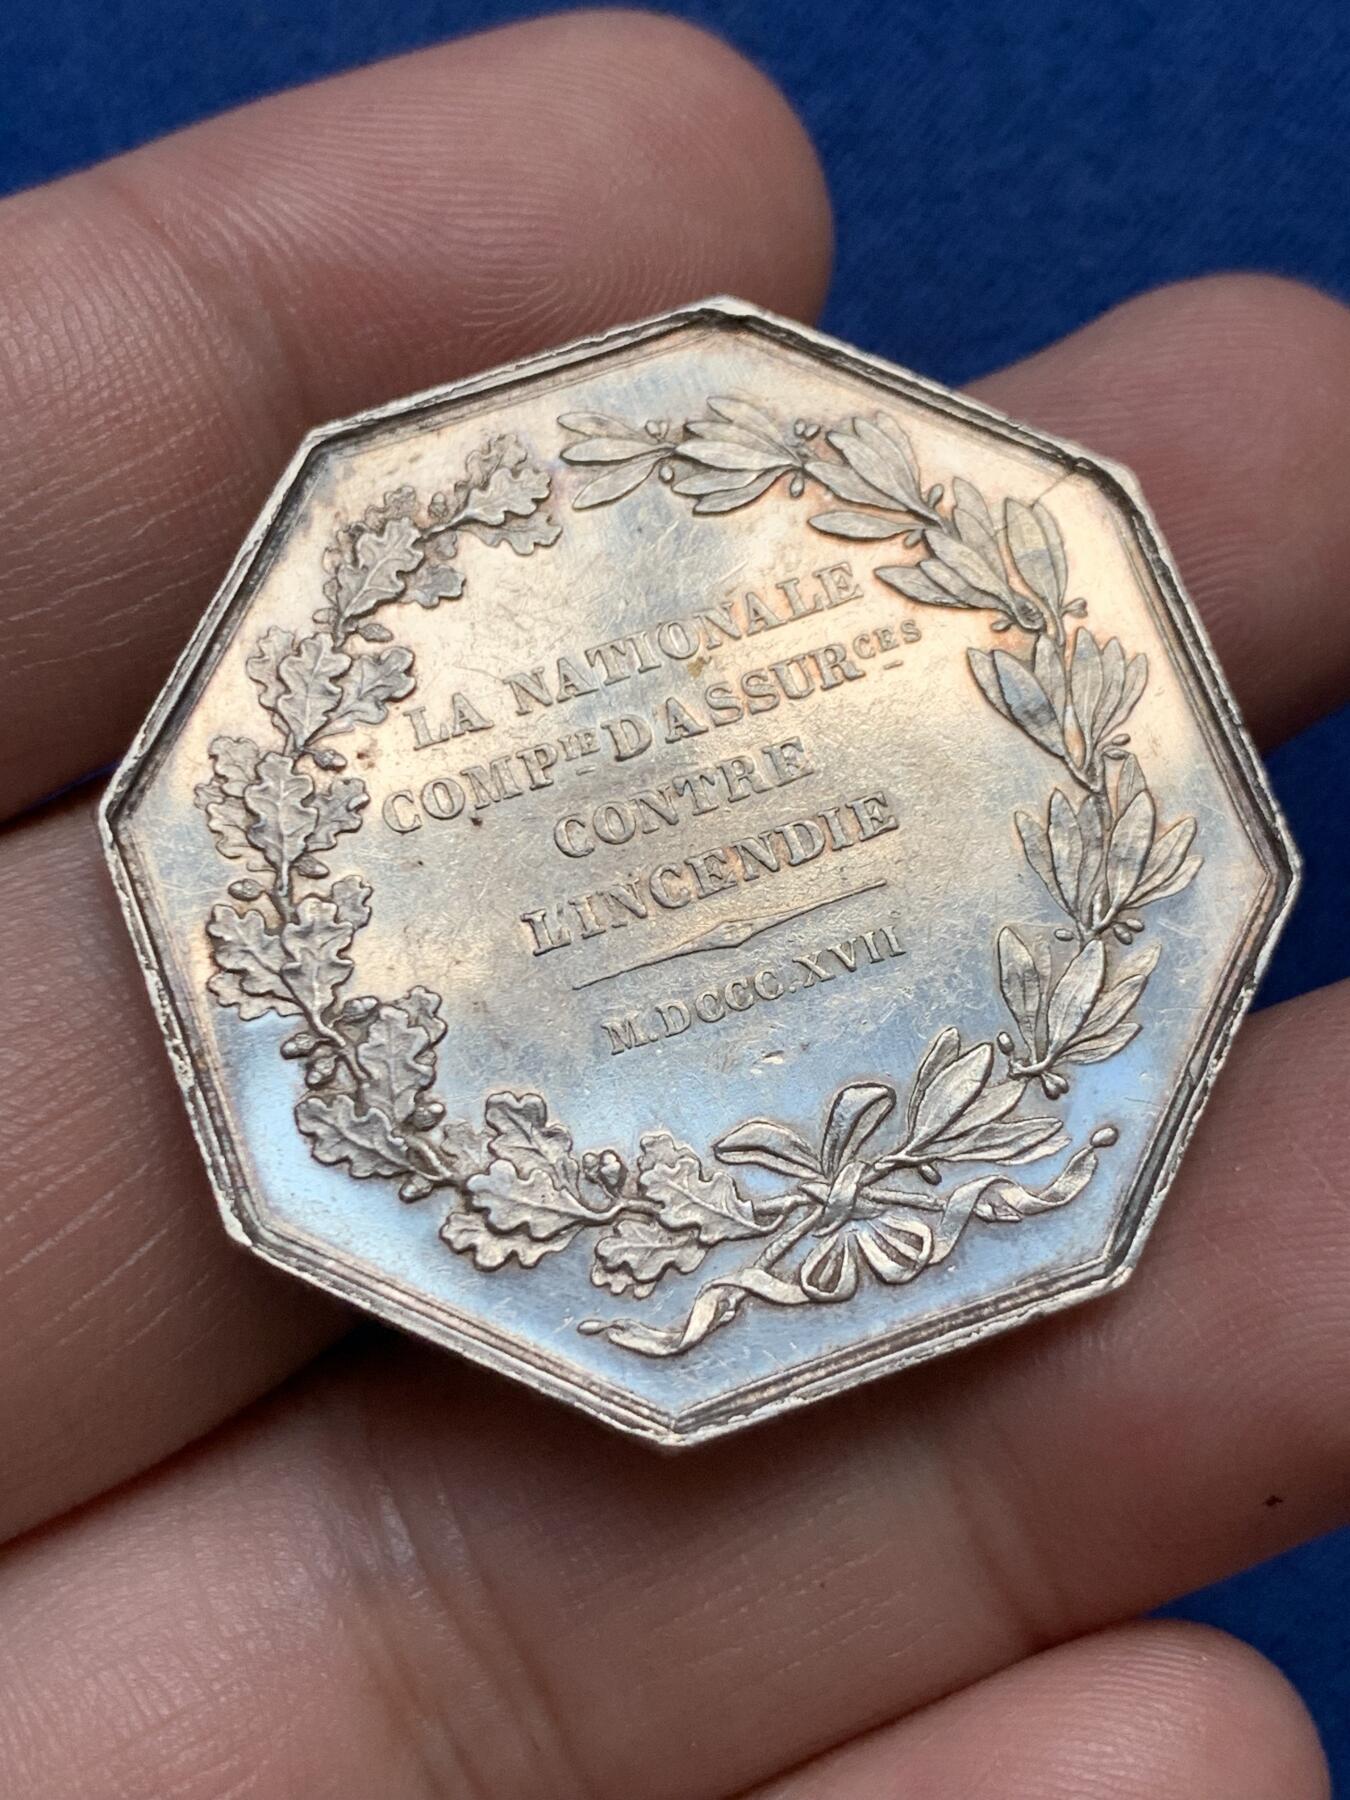 LA NATIONALE
COMPᴵᴱ D'ASSURᶜᴱˢ
CONTRE
L'INCENDIE
M.DCCC.XVII